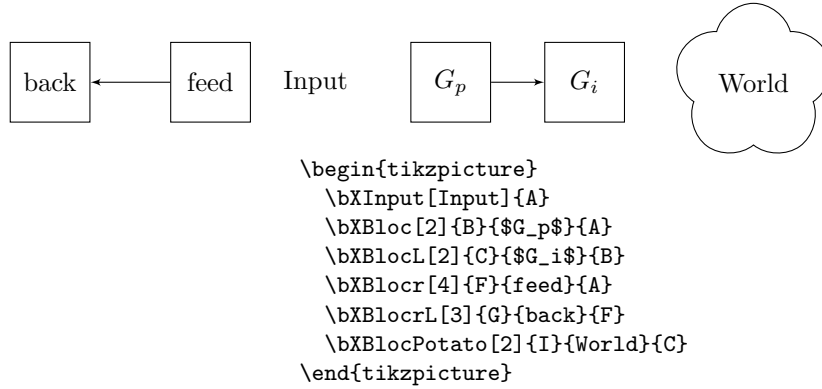 back feed Input $G_p$ $G_i$ World
\begin{tikzpicture}
  \bXInput[Input]{A}
  \bXBloc[2]{B}{$G_p$}{A}
  \bXBlocL[2]{C}{$G_i$}{B}
  \bXBlocr[4]{F}{feed}{A}
  \bXBlocrL[3]{G}{back}{F}
  \bXBlocPotato[2]{I}{World}{C}
\end{tikzpicture}